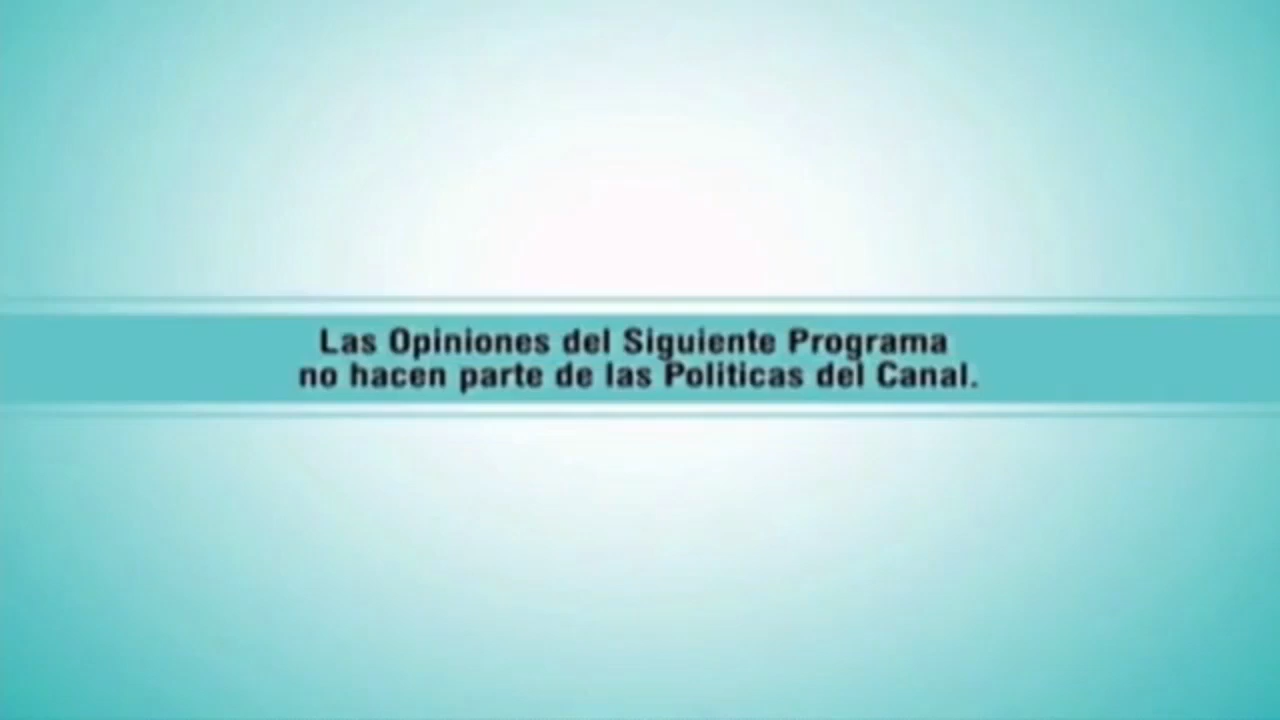 Las Opiniones del Siguiente Programa
no hacen parte de las Politicas del Canal.